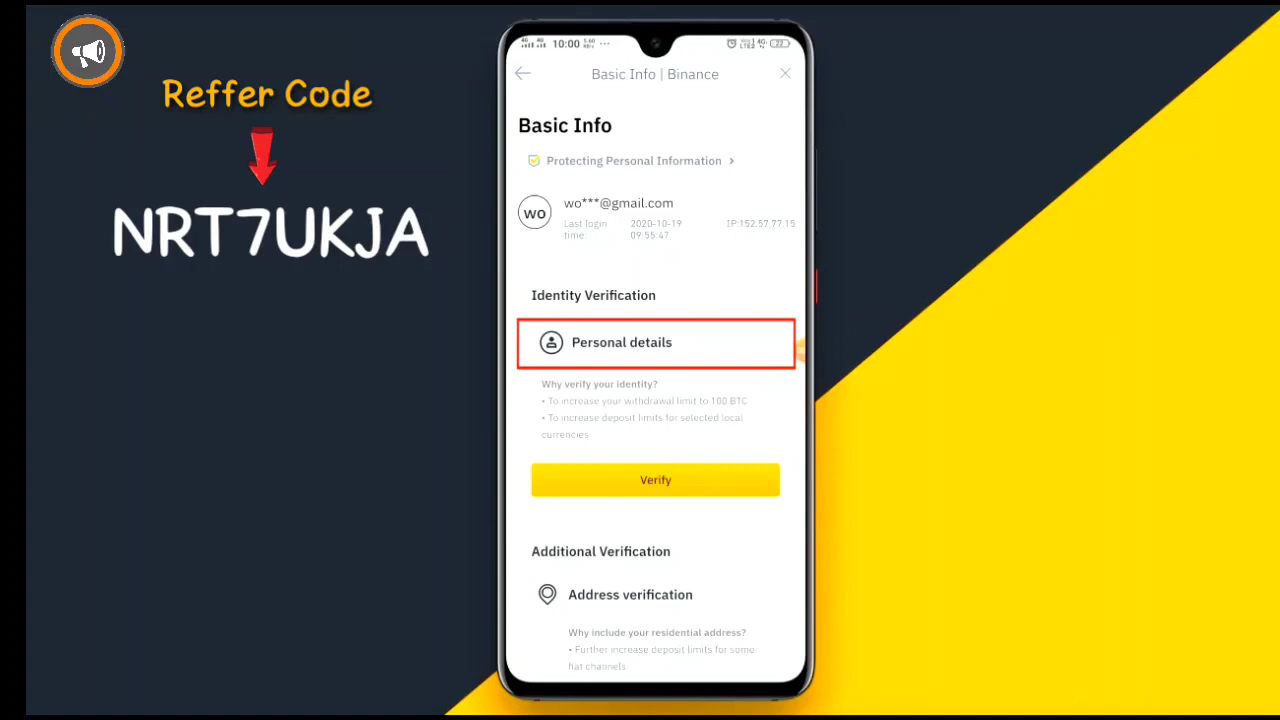 Reffer Code
NRT7UKJA
10:00
Basic Info | Binance
Basic Info
Protecting Personal Information
wo
wo***@gmail.com
Last login time:
2020-10-19 09:55:47
IP:152.57.77.15
Identity Verification
Personal details
Why verify your identity?
• To increase your withdrawal limit to 100 BTC
• To increase deposit limits for selected local
currencies
Verify
Additional Verification
Address verification
Why include your residential address?
• Further increase deposit limits for some
fiat channels